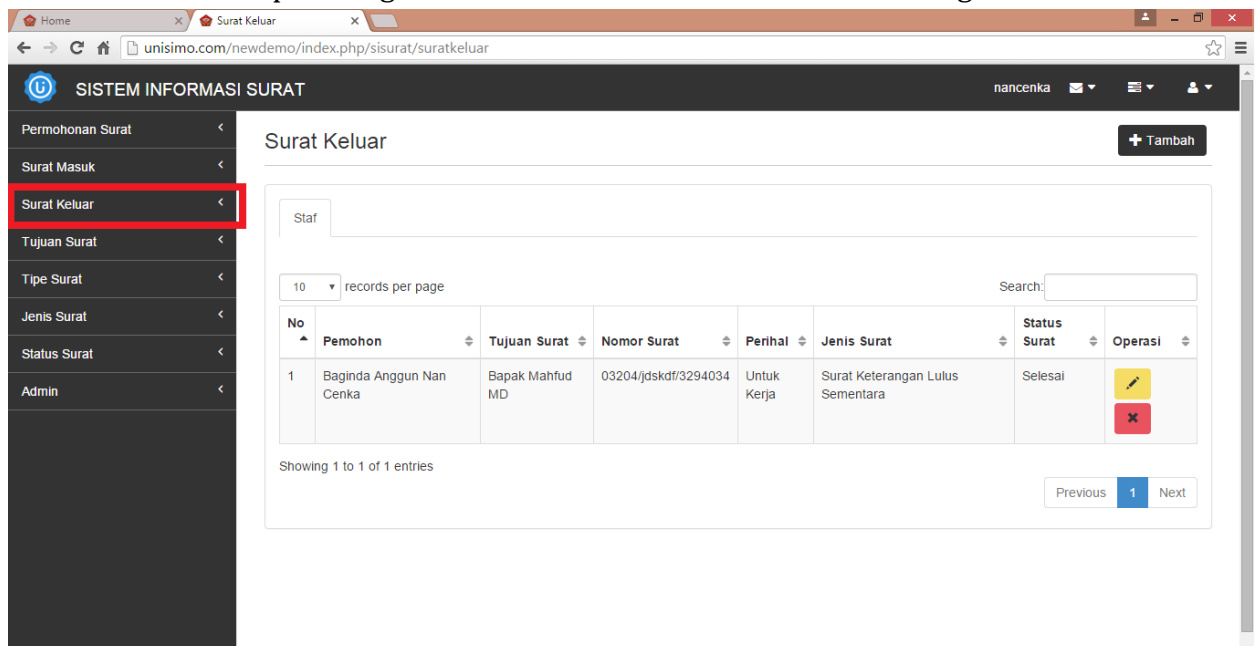 Home
Surat Keluar
unisimo.com/newdemo/index.php/sisurat/suratkeluar
SISTEM INFORMASI SURAT
nancenka
Permohonan Surat
Surat Masuk
Surat Keluar
Tujuan Surat
Tipe Surat
Jenis Surat
Status Surat
Admin
Surat Keluar
Tambah
Staf
10 records per page
Search:
No Pemohon Tujuan Surat Nomor Surat Perihal Jenis Surat Status Surat Operasi
1 Baginda Anggun Nan Bapak Mahfud 03204/jdskdf/3294034 Untuk Surat Keterangan Lulus Selesai
Cenka MD Kerja Sementara
Showing 1 to 1 of 1 entries
Previous 1 Next